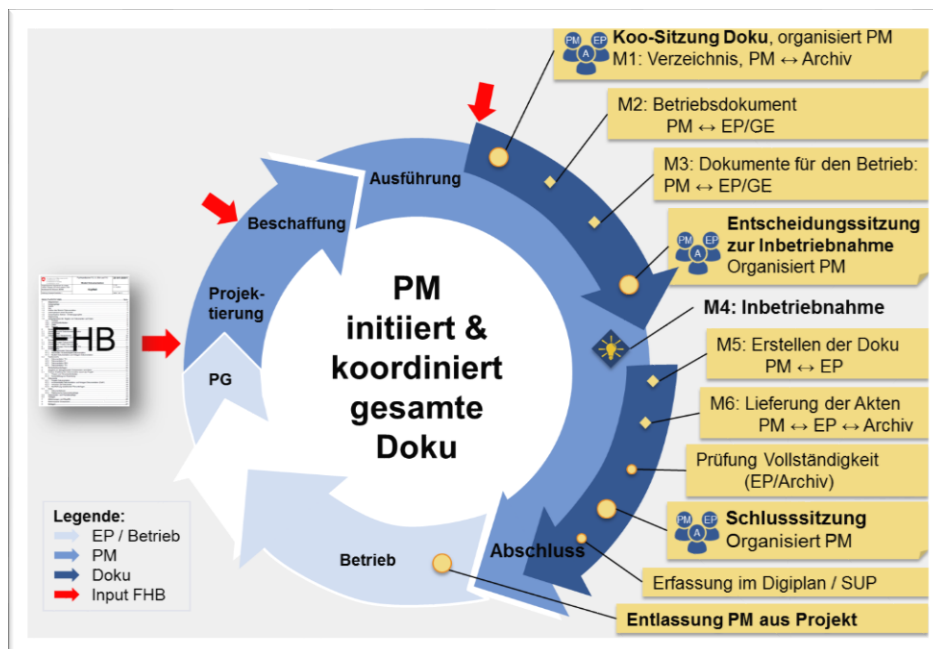 PM EP
A
Koo-Sitzung Doku, organisiert PM
M1: Verzeichnis, PM ↔ Archiv
M2: Betriebsdokument
PM ↔ EP/GE
M3: Dokumente für den Betrieb:
PM ↔ EP/GE
PM EP
A
Entscheidungssitzung
zur Inbetriebnahme
Organisiert PM
M4: Inbetriebnahme
M5: Erstellen der Doku
PM ↔ EP
M6: Lieferung der Akten
PM ↔ EP ↔ Archiv
Prüfung Vollständigkeit
(EP/Archiv)
PM EP
A
Schlusssitzung
Organisiert PM
Erfassung im Digiplan / SUP
Entlassung PM aus Projekt
Ausführung
Beschaffung
Projek-
tierung
PG
FHB
PM
initiiert &
koordiniert
gesamte
Doku
Betrieb
Abschluss
Legende:
EP / Betrieb
PM
Doku
Input FHB